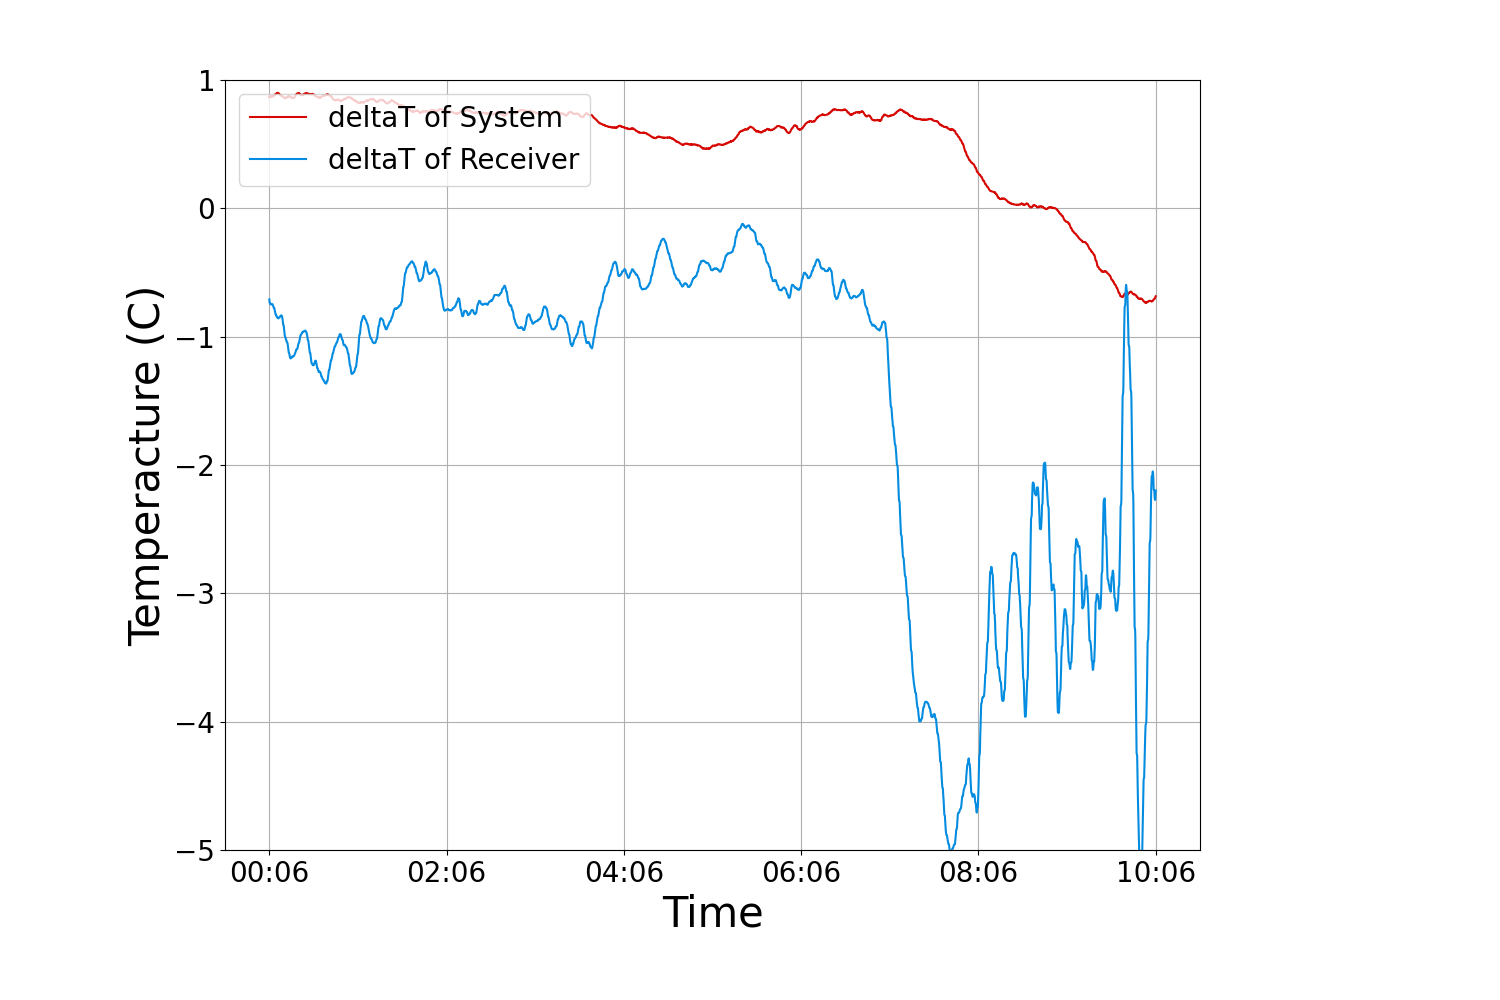 1
0
−1
−2
−3
−4
−5
Temperacture (C)
deltaT of System
deltaT of Receiver
00:06 02:06 04:06 06:06 08:06 10:06
Time